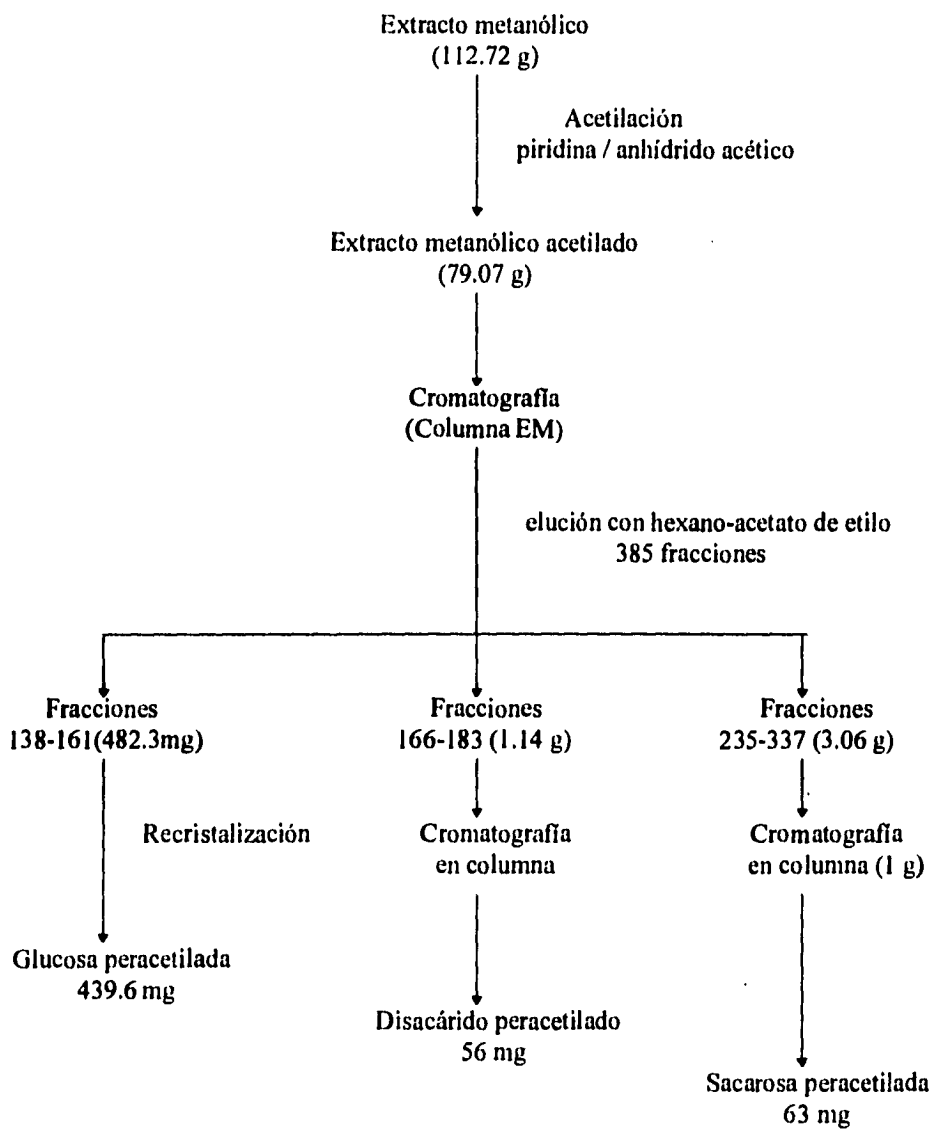 Extracto metanólico
(112.72 g)
Acetilación
piridina / anhídrido acético
Extracto metanólico acetilado
(79.07 g)
Cromatografía
(Columna EM)
elución con hexano-acetato de etilo
385 fracciones
Fracciones
138-161(482.3mg)
Fracciones
166-183 (1.14 g)
Fracciones
235-337 (3.06 g)
Recristalización
Cromatografía
en columna
Cromatografía
en columna (1 g)
Glucosa peracetilada
439.6 mg
Disacárido peracetilado
56 mg
Sacarosa peracetilada
63 mg